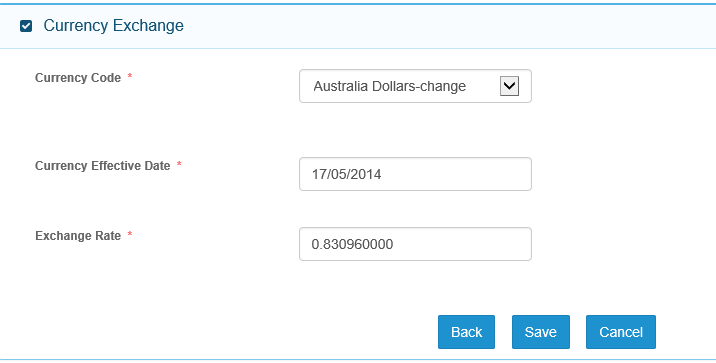 Currency Exchange
Currency Code * Australia Dollars-change
Currency Effective Date * 17/05/2014
Exchange Rate * 0.830960000
Back Save Cancel